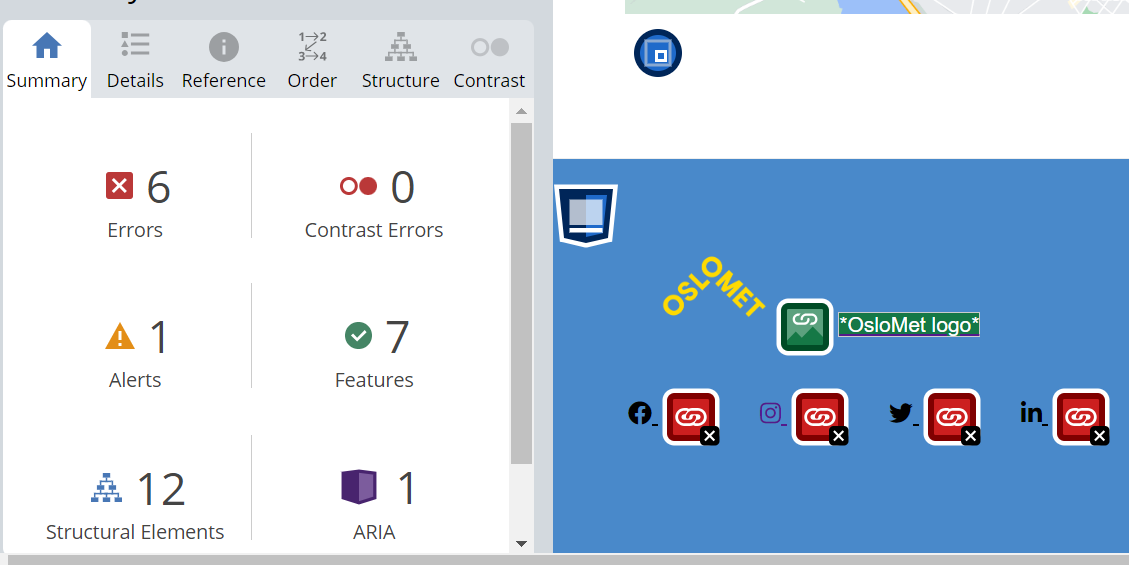 Summary Details Reference Order Structure Contrast
6 0
Errors Contrast Errors
1 7
Alerts Features
12 1
Structural Elements ARIA
OSLOMET
*OsloMet logo*